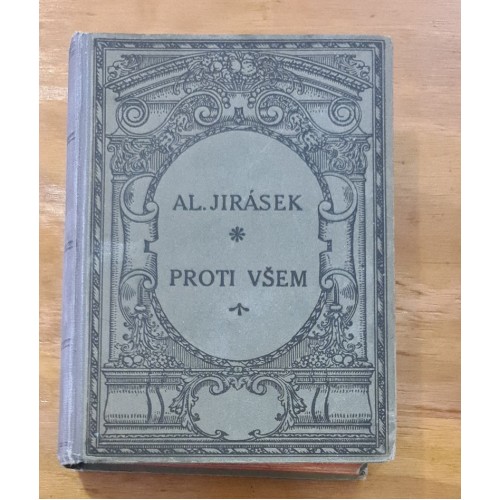 AL. JIRÁSEK
PROTI VŠEM